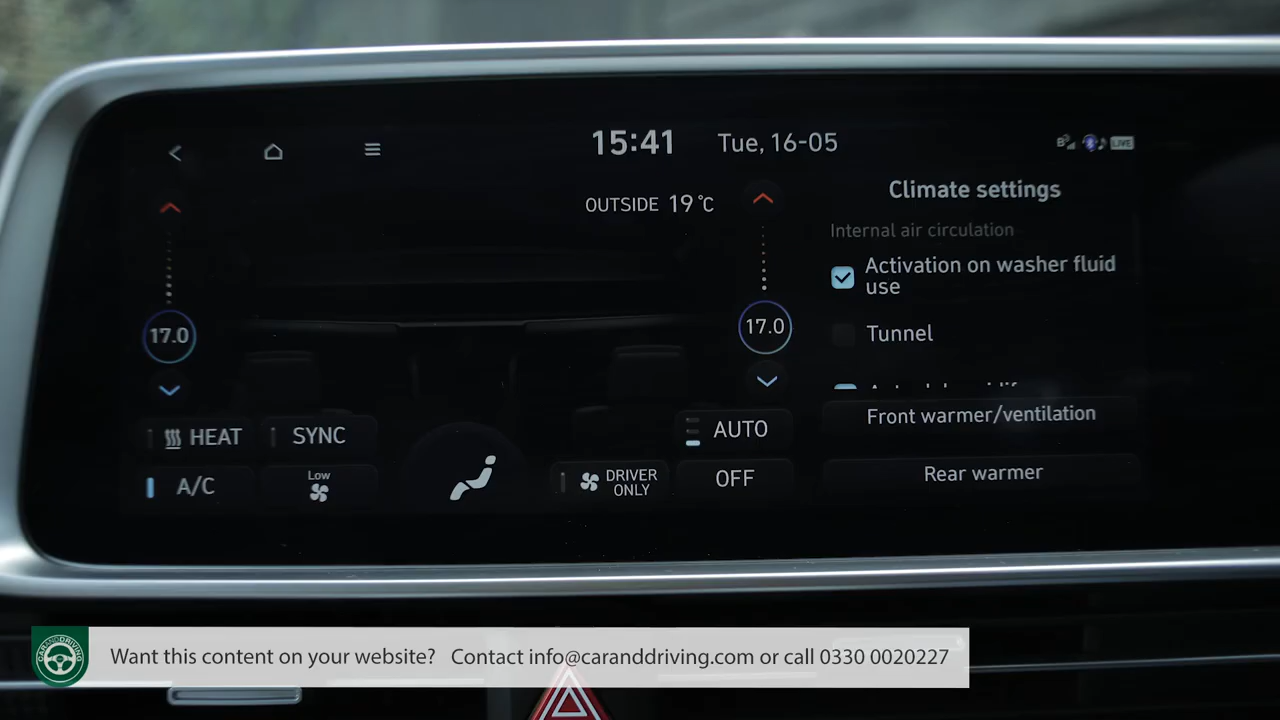 15:41 Tue, 16-05
LIVE
OUTSIDE 19℃
Climate settings
Internal air circulation
Activation on washer fluid
use
Tunnel
17.0
17.0
HEAT
SYNC
AUTO
Front warmer/ventilation
A/C
Low
DRIVER
ONLY
OFF
Rear warmer
CARANDDRIVING
Want this content on your website? Contact info@caranddriving.com or call 0330 0020227